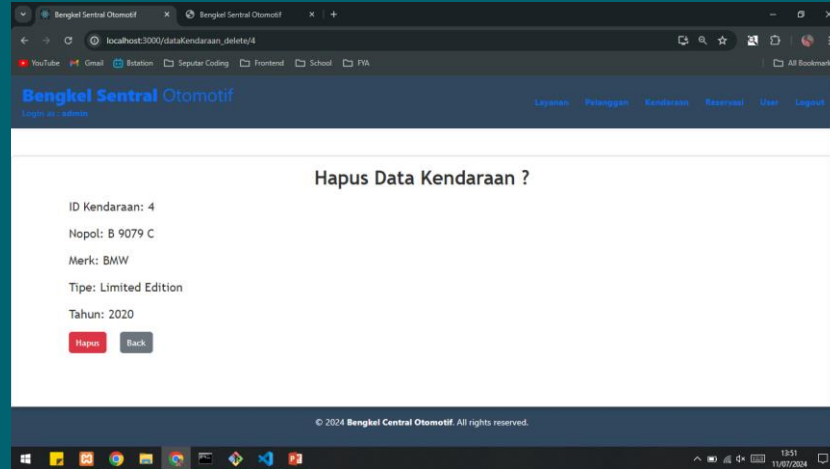 Bengkel Sentral Otomotif
Bengkel Sentral Otomotif
localhost:3000/dataKendaraan_delete/4
YouTube Gmail Bstation Seputar Coding Frontend School FYA All Bookmark
Bengkel Sentral Otomotif
Login as : admin
Layanan Pelanggan Kendaraan Reservasi User Logout
Hapus Data Kendaraan ?
ID Kendaraan: 4
Nopol: B 9079 C
Merk: BMW
Tipe: Limited Edition
Tahun: 2020
Hapus Back
© 2024 Bengkel Central Otomotif. All rights reserved.
13:51
11/07/2024